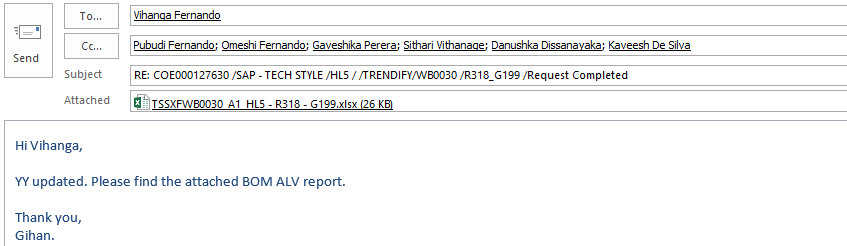 To...
Vihanga Fernando
Send
Cc...
Pubudi Fernando; Omeshi Fernando; Gaveshika Perera; Sithari Vithanage; Danushka Dissanayaka; Kaveesh De Silva
Subject
RE: COE000127630 /SAP - TECH STYLE /HL5 / /TRENDIFY/WB0030 /R318_G199 /Request Completed
Attached
TSSXFWB0030_A1_HL5 - R318 - G199.xlsx (26 KB)
Hi Vihanga,
YY updated. Please find the attached BOM ALV report.
Thank you,
Gihan.